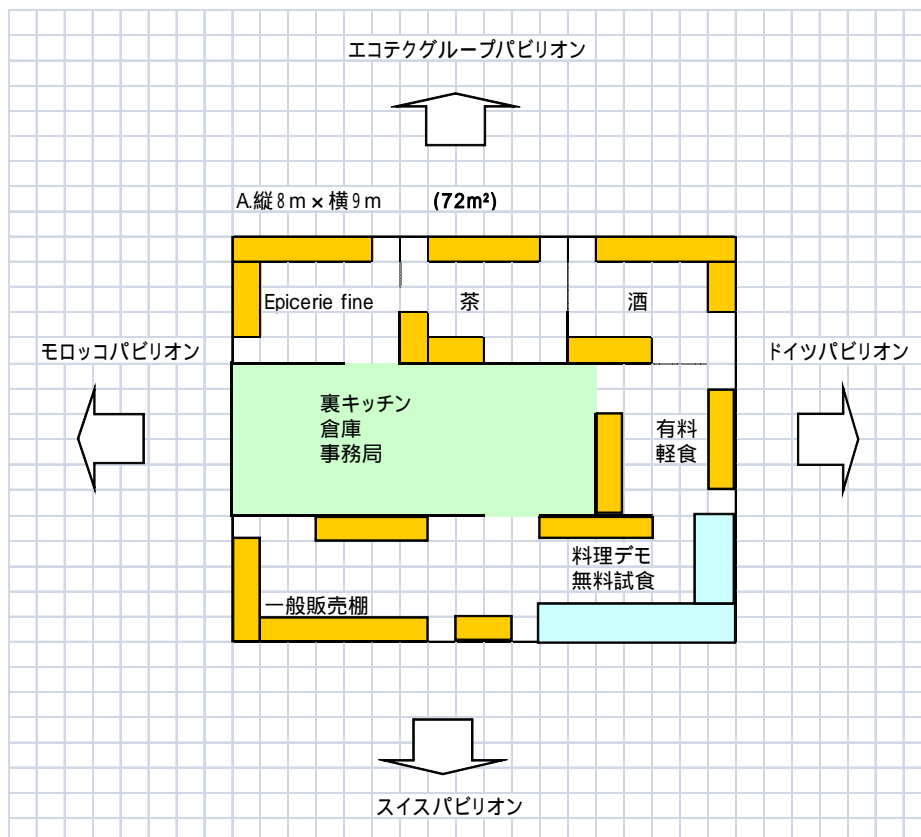 エコテクグループパビリオン
A.縦8m×横9m (72m²)
Epicerie fine
茶
酒
モロッコパビリオン
ドイツパビリオン
裏キッチン
倉庫
事務局
有料
軽食
料理デモ
無料試食
一般販売棚
スイスパビリオン